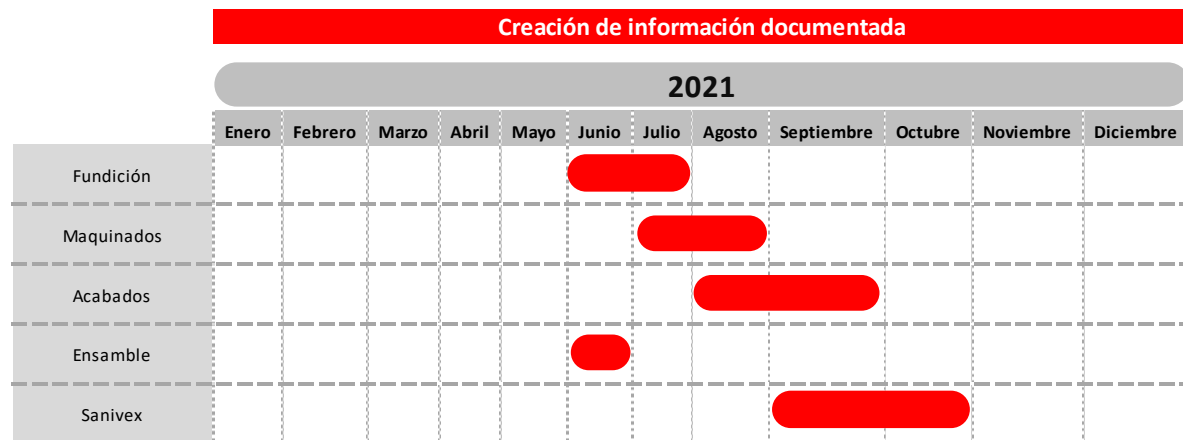 Creación de información documentada
2021
Enero Febrero Marzo Abril Mayo Junio Julio Agosto Septiembre Octubre Noviembre Diciembre
Fundición
Maquinados
Acabados
Ensamble
Sanivex